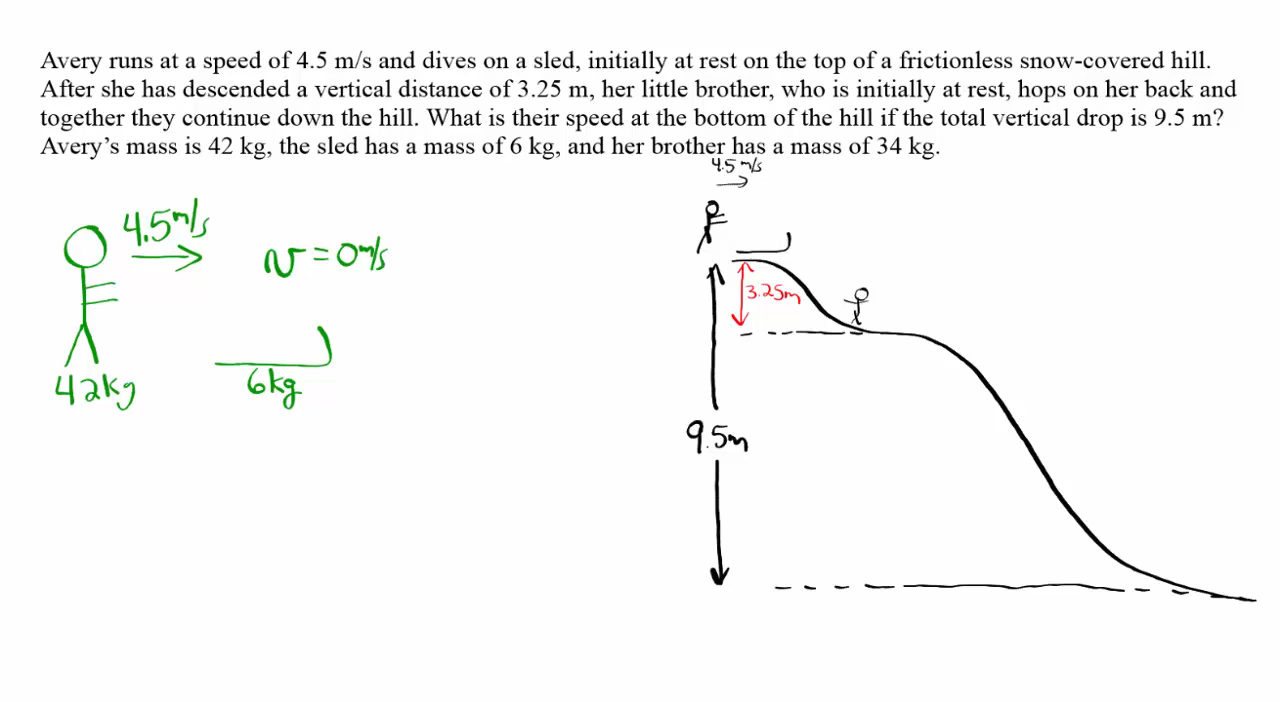 Avery runs at a speed of 4.5 m/s and dives on a sled, initially at rest on the top of a frictionless snow-covered hill.
After she has descended a vertical distance of 3.25 m, her little brother, who is initially at rest, hops on her back and
together they continue down the hill. What is their speed at the bottom of the hill if the total vertical drop is 9.5 m?
Avery's mass is 42 kg, the sled has a mass of 6 kg, and her brother has a mass of 34 kg.
4.5 m/s
4.5 m/s
v = 0 m/s
3.25m
42kg
6kg
9.5m